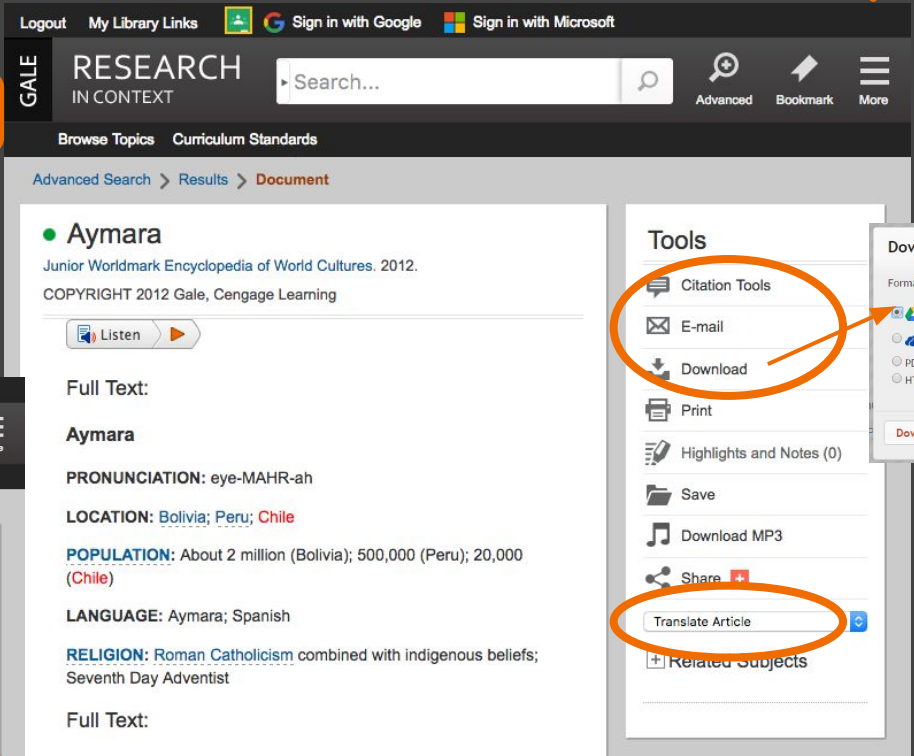 Logout My Library Links Sign in with Google Sign in with Microsoft
GALE
RESEARCH
IN CONTEXT
Search...
Advanced Bookmark More
Browse Topics Curriculum Standards
Advanced Search Results Document
Aymara
Junior Worldmark Encyclopedia of World Cultures. 2012.
COPYRIGHT 2012 Gale, Cengage Learning
Listen
Full Text:
Aymara
PRONUNCIATION: eye-MAHR-ah
LOCATION: Bolivia; Peru; Chile
POPULATION: About 2 million (Bolivia); 500,000 (Peru); 20,000
(Chile)
LANGUAGE: Aymara; Spanish
RELIGION: Roman Catholicism combined with indigenous beliefs;
Seventh Day Adventist
Full Text:
Tools
Citation Tools
E-mail
Download
Print
Highlights and Notes (0)
Save
Download MP3
Share
Translate Article
Related Subjects